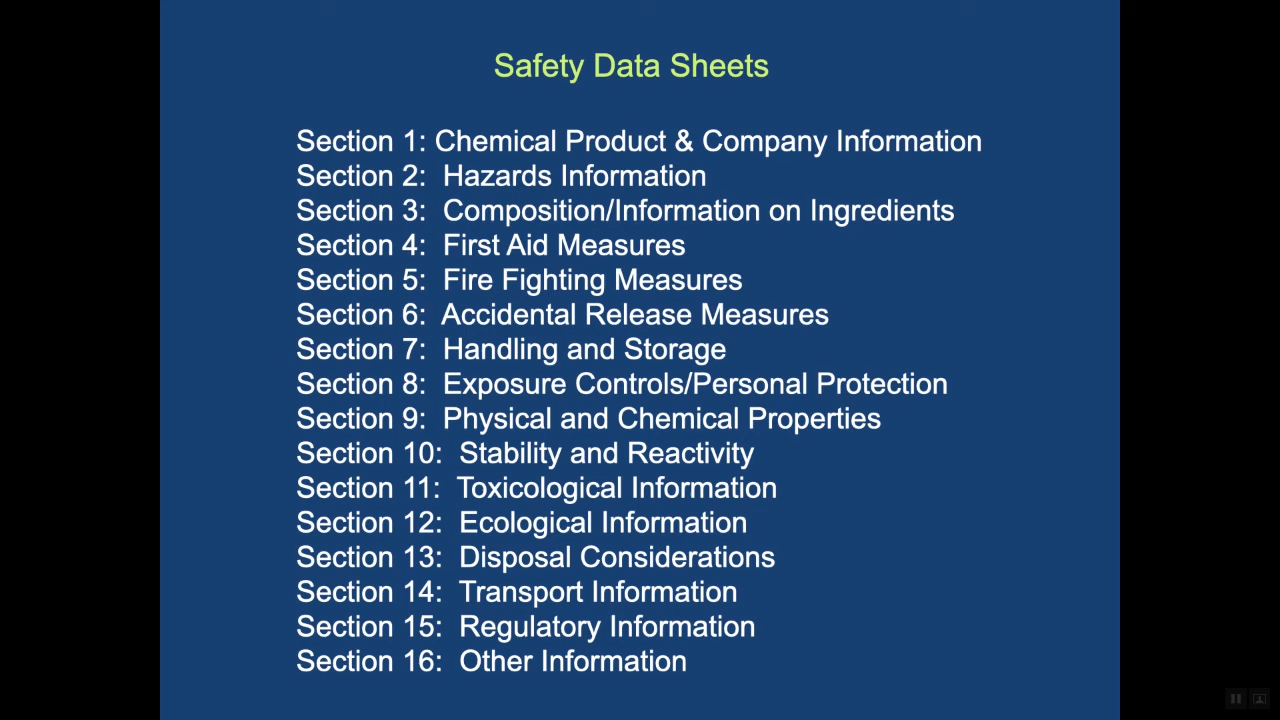 Safety Data Sheets
Section 1: Chemical Product & Company Information
Section 2: Hazards Information
Section 3: Composition/Information on Ingredients
Section 4: First Aid Measures
Section 5: Fire Fighting Measures
Section 6: Accidental Release Measures
Section 7: Handling and Storage
Section 8: Exposure Controls/Personal Protection
Section 9: Physical and Chemical Properties
Section 10: Stability and Reactivity
Section 11: Toxicological Information
Section 12: Ecological Information
Section 13: Disposal Considerations
Section 14: Transport Information
Section 15: Regulatory Information
Section 16: Other Information